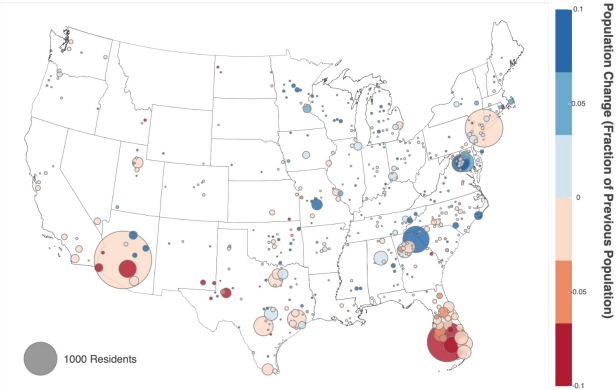 1000 Residents
0.1
0.05
0
-0.05
-0.1
Population Change (Fraction of Previous Population)